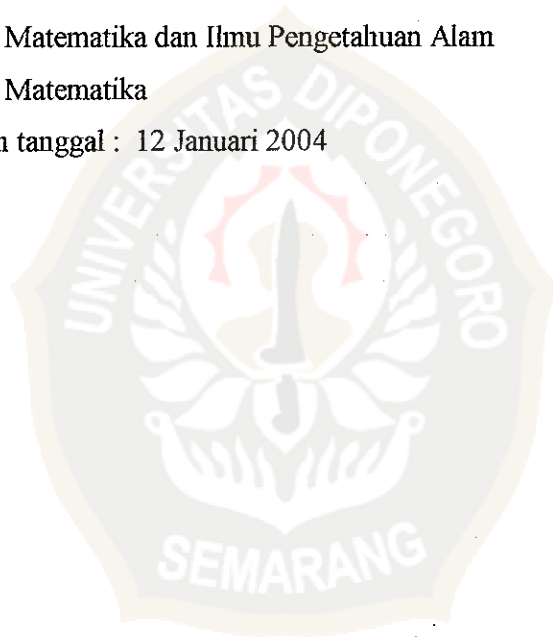 Matematika dan Ilmu Pengetahuan Alam
Matematika
n tanggal : 12 Januari 2004
UNIVERSITAS DIPONEGORO
SEMARANG